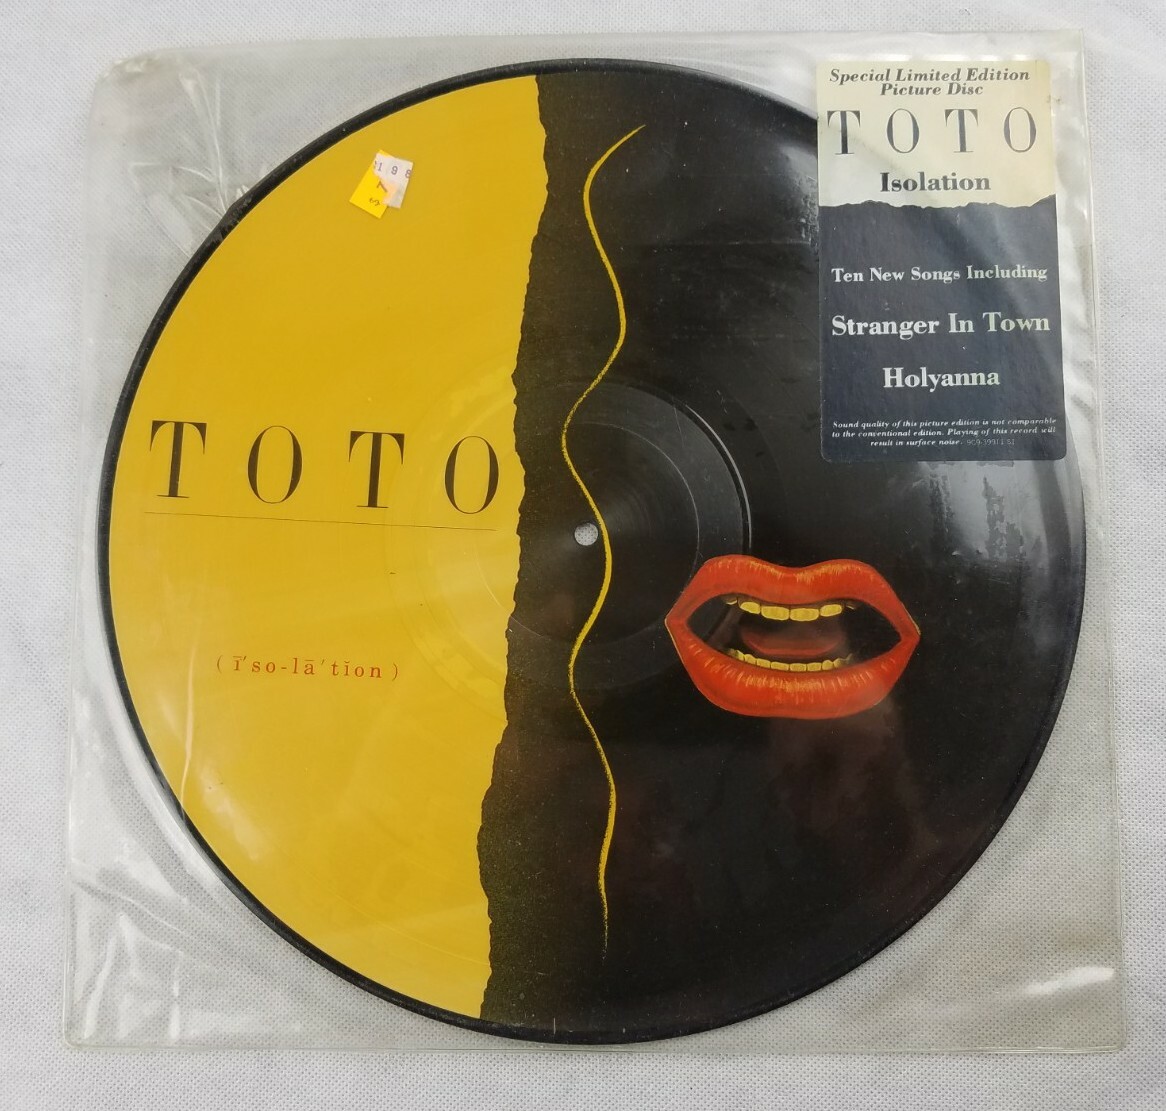 Special Limited Edition
Picture Disc
TOTO
Isolation
Ten New Songs Including
Stranger In Town
Holyanna
Sound quality of this picture edition is not comparable
to the conventional edition. Playing of this record will
result in surface noise.
TOTO
(ī′so-lā′tion)